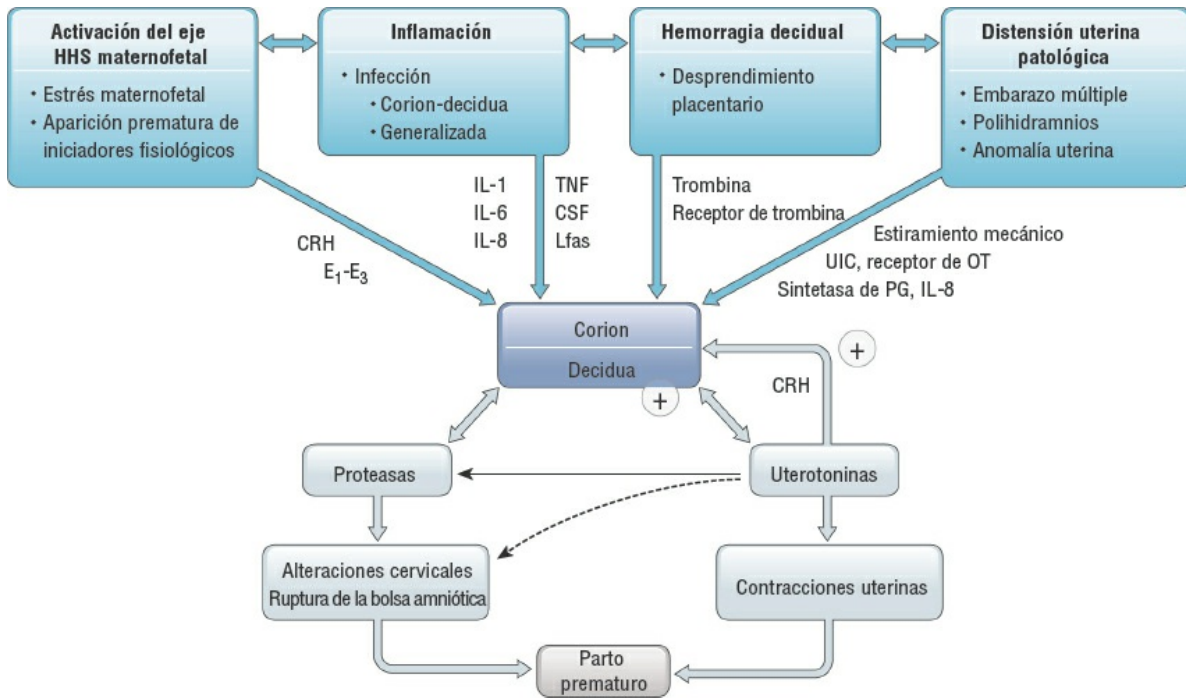 Activación del eje
HHS maternofetal
• Estrés maternofetal
• Aparición prematura de
iniciadores fisiológicos
Inflamación
• Infección
• Corion-decidua
• Generalizada
Hemorragia decidual
• Desprendimiento
placentario
Distensión uterina
patológica
• Embarazo múltiple
• Polihidramnios
• Anomalía uterina
CRH
E₁-E₃
IL-1
IL-6
IL-8
TNF
CSF
Lfas
Trombina
Receptor de trombina
Estiramiento mecánico
UIC, receptor de OT
Sintetasa de PG, IL-8
Corion
Decidua
+
+
CRH
Proteasas
Uterotoninas
Alteraciones cervicales
Ruptura de la bolsa amniótica
Contracciones uterinas
Parto
prematuro